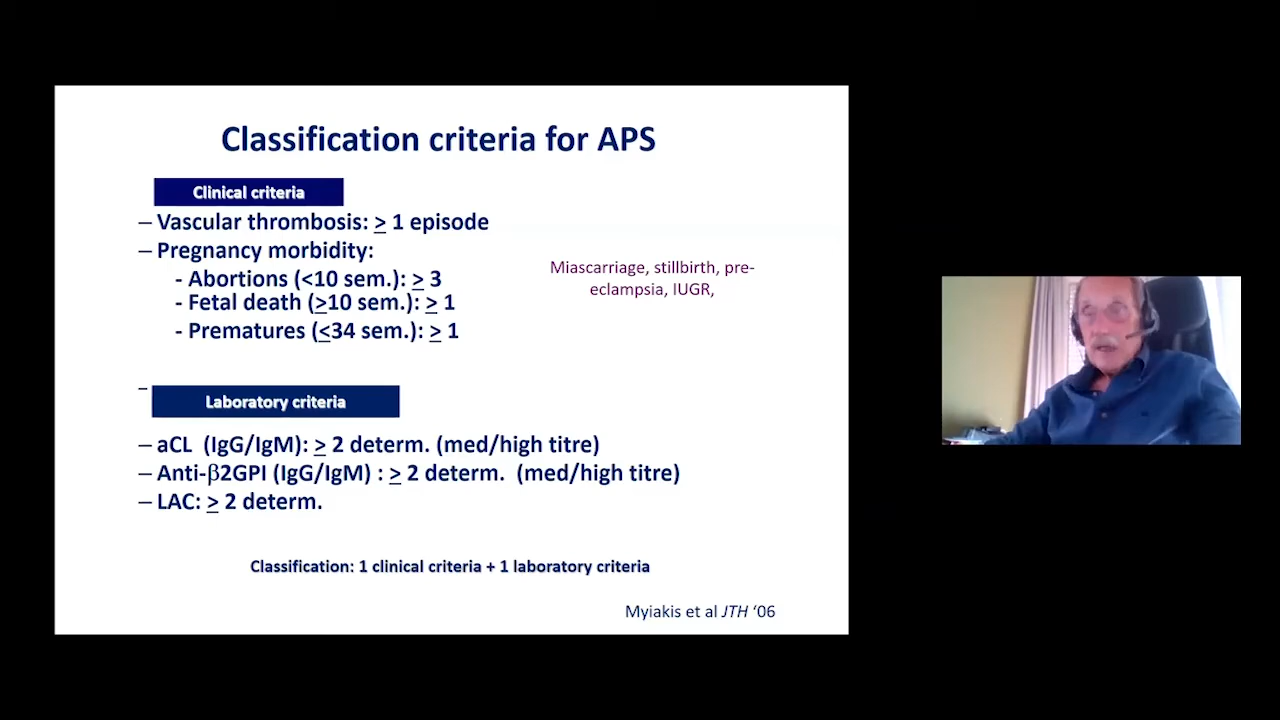 Classification criteria for APS
Clinical criteria
– Vascular thrombosis: ≥ 1 episode
– Pregnancy morbidity:
- Abortions (<10 sem.): ≥ 3
- Fetal death (≥10 sem.): ≥ 1
- Prematures (≤34 sem.): ≥ 1
Miascarriage, stillbirth, pre-
eclampsia, IUGR,
–
Laboratory criteria
– aCL (IgG/IgM): ≥ 2 determ. (med/high titre)
– Anti-β2GPI (IgG/IgM) : ≥ 2 determ. (med/high titre)
– LAC: ≥ 2 determ.
Classification: 1 clinical criteria + 1 laboratory criteria
Myiakis et al JTH ‘06